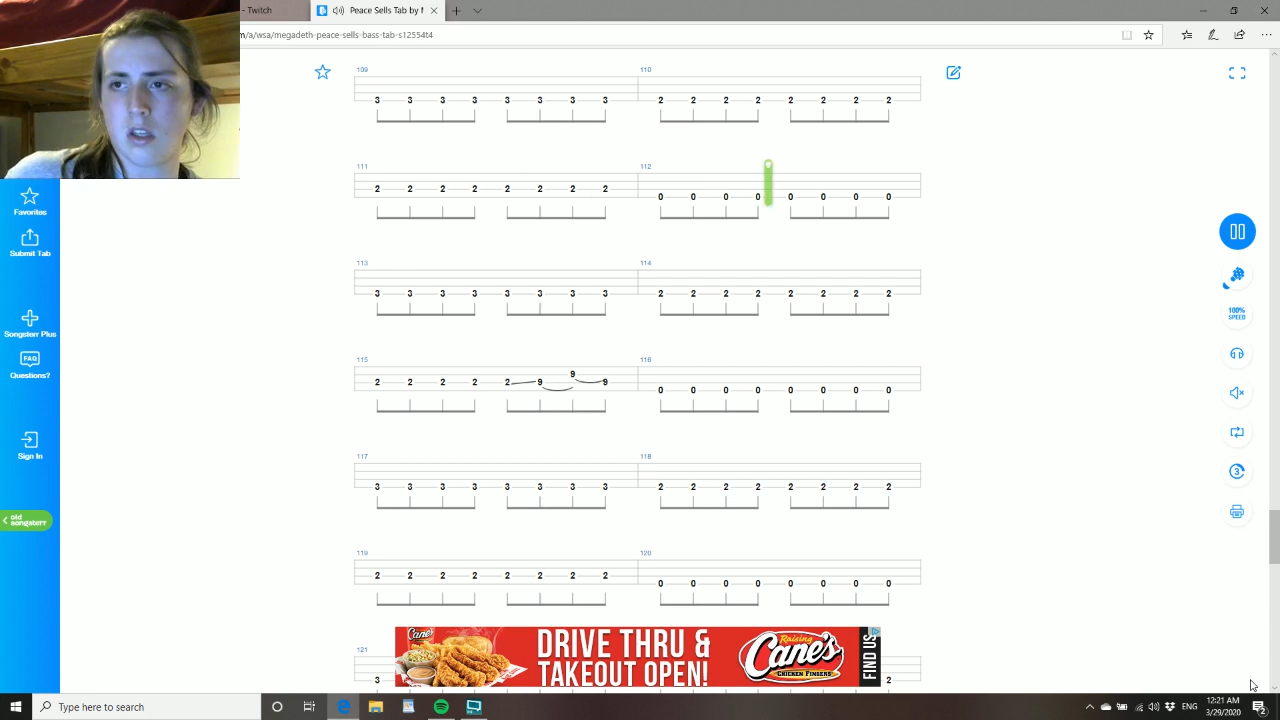 Peace Sells Bass Tab by
m/a/wsa/megadeth-peace-sells-bass-tab-s12554t4
109 110
3 3 3 3 3 3 3 3 2 2 2 2 2 2 2 2
111 112
2 2 2 2 2 2 2 2 0 0 0 0 0 0 0 0
113 114
3 3 3 3 3 3 3 3 2 2 2 2 2 2 2 2
115 116
2 2 2 2 2 9 9 9 0 0 0 0 0 0 0 0
117 118
3 3 3 3 3 3 3 3 2 2 2 2 2 2 2 2
119 120
2 2 2 2 2 2 2 2 0 0 0 0 0 0 0 0
121
3 2
Favorites
Submit Tab
Songsterr Plus
FAQ
Questions?
Sign In
old
songsterr
100%
SPEED
3
Cane's
DRIVE THRU &
TAKEOUT OPEN!
Raising
Cane's
CHICKEN FINGERS
FIND US
Type here to search
ENG
12:21 AM
3/29/2020
2